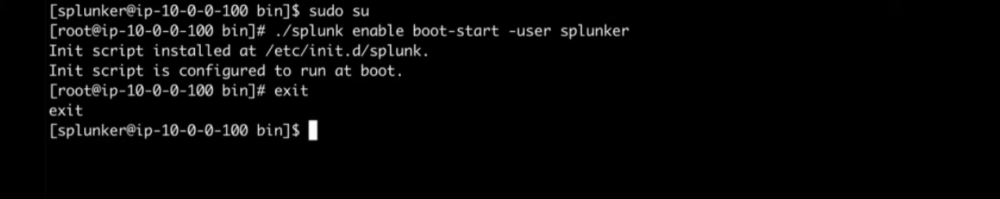 [splunker@ip-10-0-0-100 bin]$ sudo su
[root@ip-10-0-0-100 bin]# ./splunk enable boot-start -user splunker
Init script installed at /etc/init.d/splunk.
Init script is configured to run at boot.
[root@ip-10-0-0-100 bin]# exit
exit
[splunker@ip-10-0-0-100 bin]$